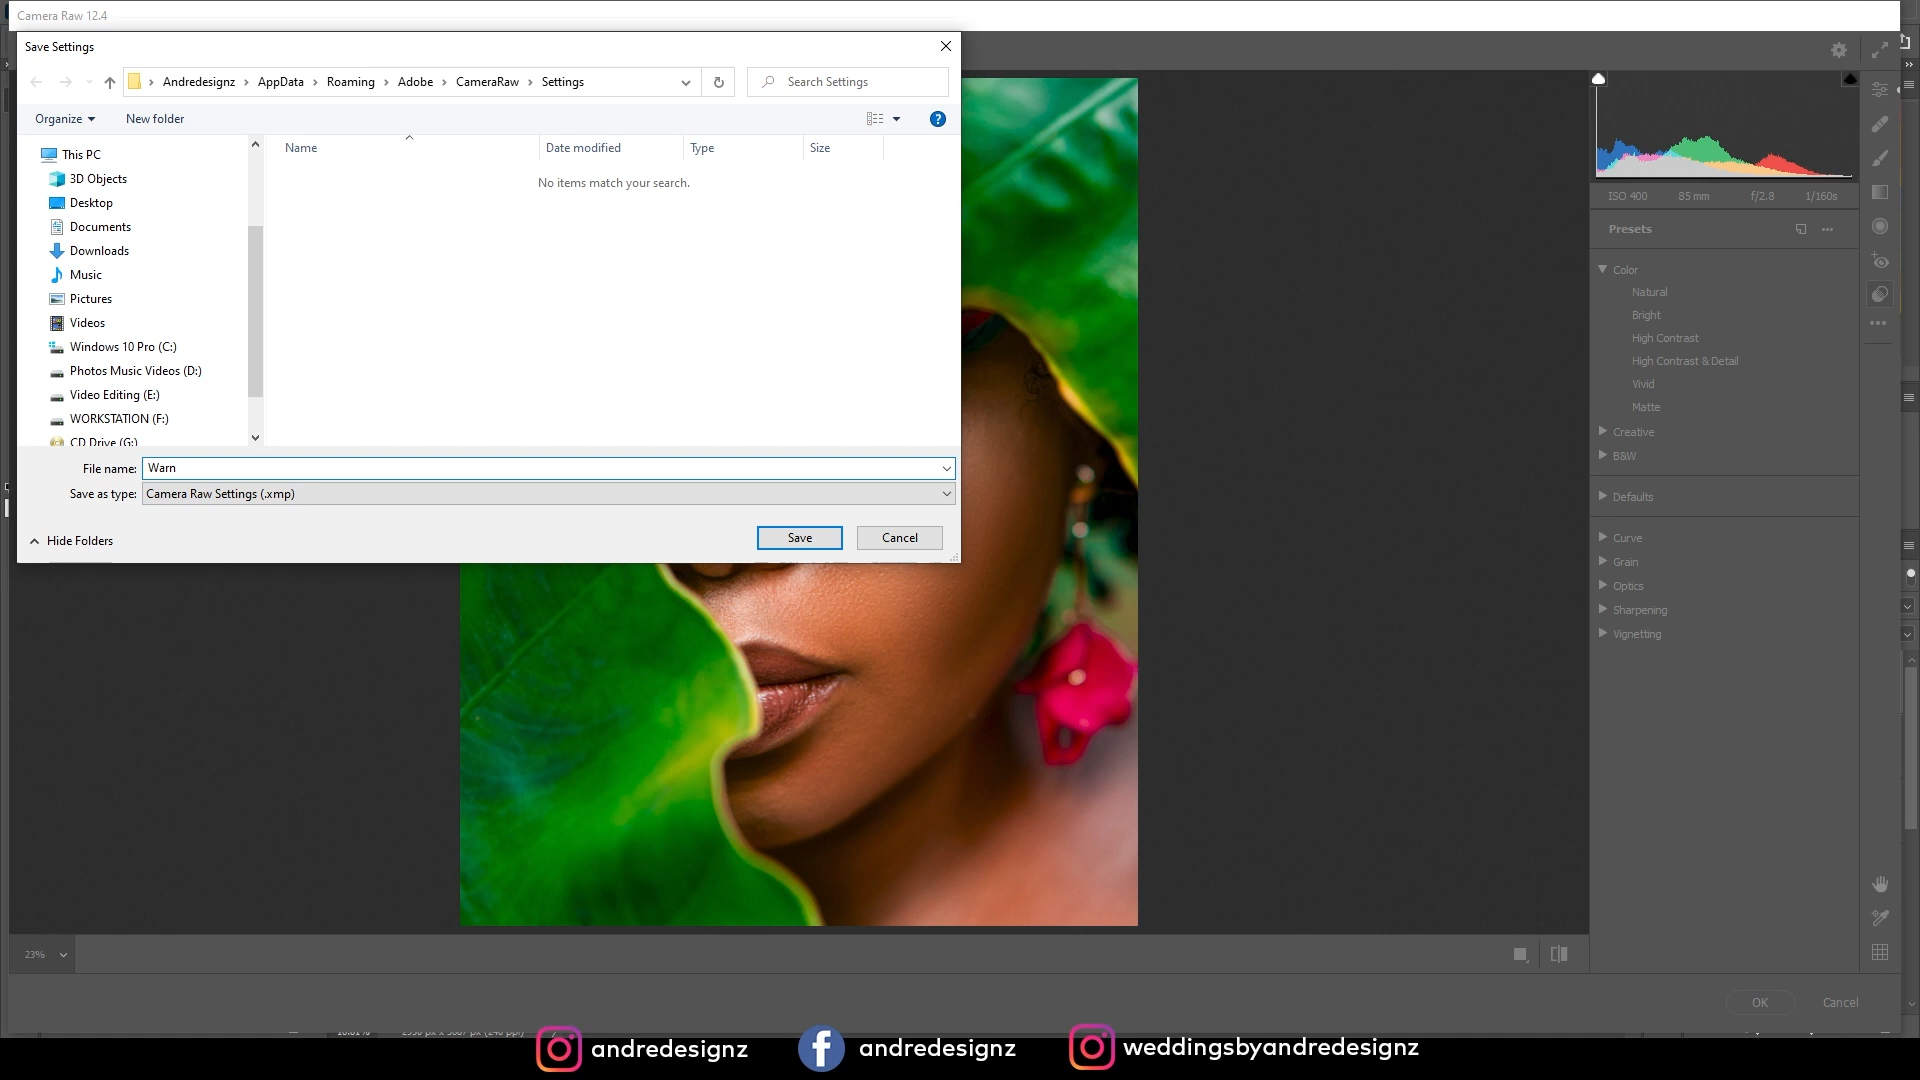 Camera Raw 12.4
Save Settings
Andredesignz > AppData > Roaming > Adobe > CameraRaw > Settings
Search Settings
Organize
New folder
Name
Date modified
Type
Size
No items match your search.
This PC
3D Objects
Desktop
Documents
Downloads
Music
Pictures
Videos
Windows 10 Pro (C:)
Photos Music Videos (D:)
Video Editing (E:)
WORKSTATION (F:)
CD Drive (G:)
File name: Warn
Save as type: Camera Raw Settings (.xmp)
Hide Folders
Save
Cancel
ISO 400 85 mm f/2.8 1/160s
Presets
Color
Natural
Bright
High Contrast
High Contrast & Detail
Vivid
Matte
Creative
B&W
Defaults
Curve
Grain
Optics
Sharpening
Vignetting
23%
OK
Cancel
andredesignz
andredesignz
weddingsbyandredesignz